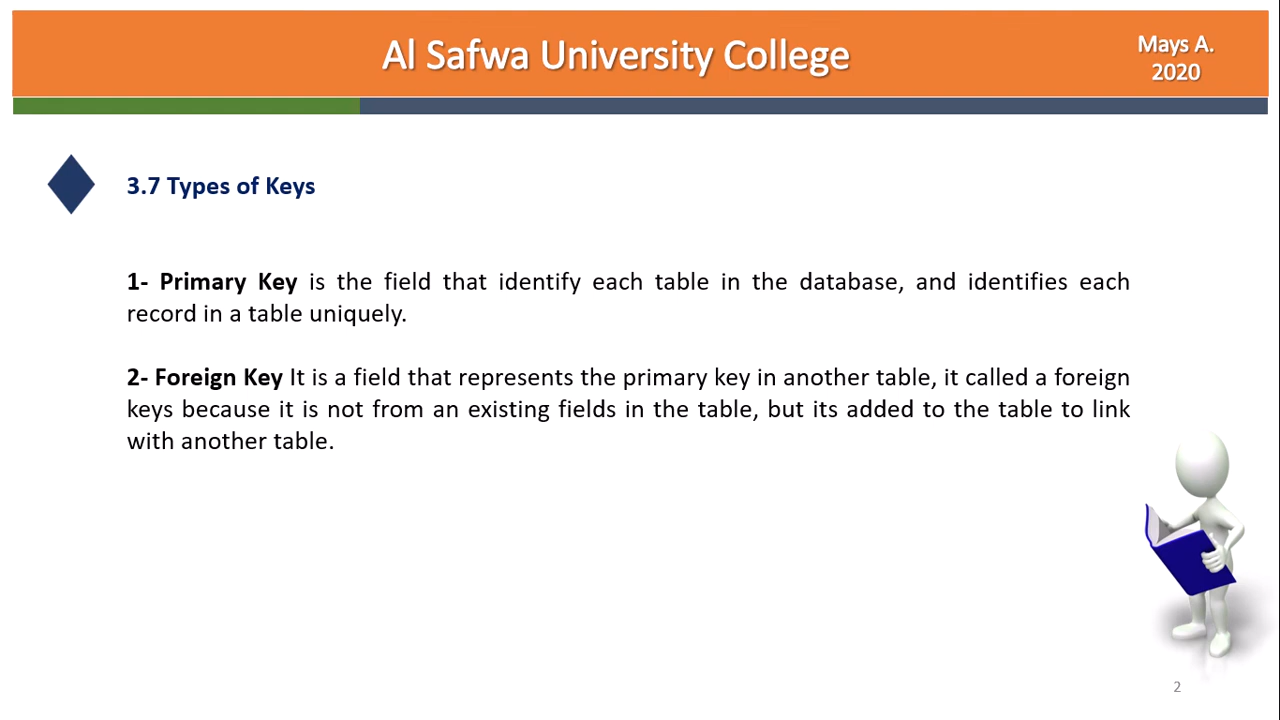 Al Safwa University College
Mays A.
2020
3.7 Types of Keys
1- Primary Key is the field that identify each table in the database, and identifies each
record in a table uniquely.
2- Foreign Key It is a field that represents the primary key in another table, it called a foreign
keys because it is not from an existing fields in the table, but its added to the table to link
with another table.
2